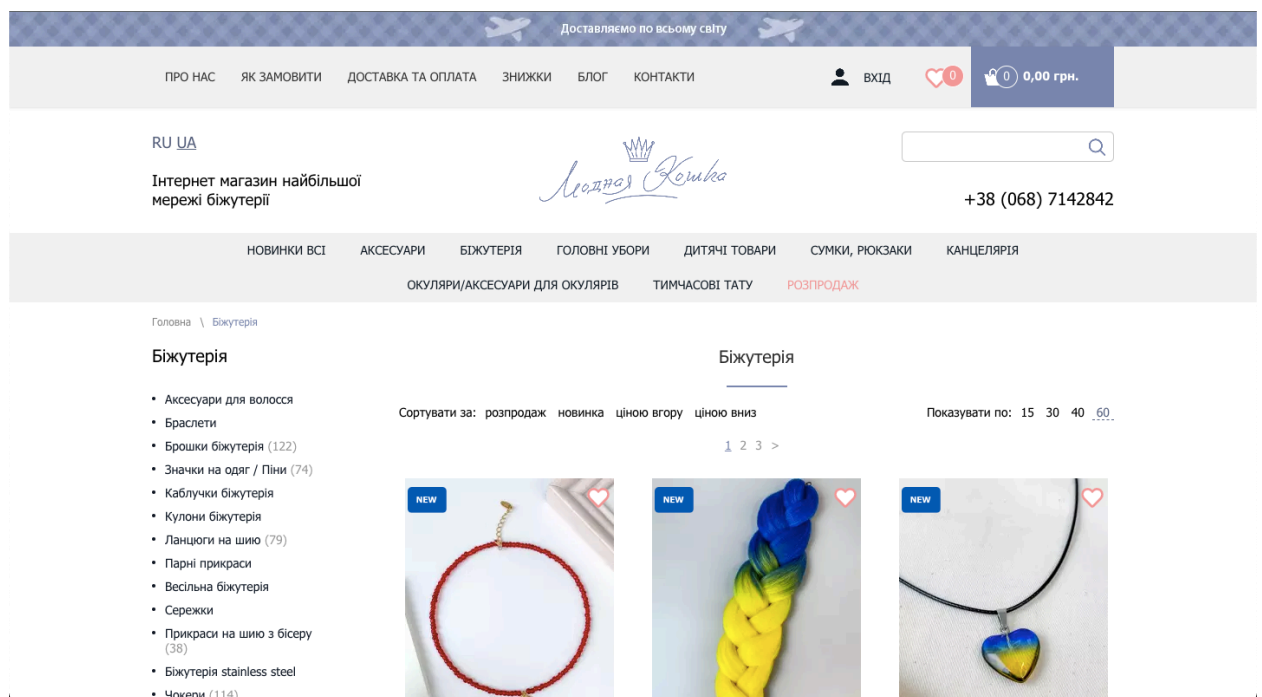 Доставляємо по всьому світу
ПРО НАС ЯК ЗАМОВИТИ ДОСТАВКА ТА ОПЛАТА ЗНИЖКИ БЛОГ КОНТАКТИ ВХІД 0 0 0,00 грн.
RU UA
Інтернет магазин найбільшої
мережі біжутерії
Модная Кошка
+38 (068) 7142842
НОВИНКИ ВСІ АКСЕСУАРИ БІЖУТЕРІЯ ГОЛОВНІ УБОРИ ДИТЯЧІ ТОВАРИ СУМКИ, РЮКЗАКИ КАНЦЕЛЯРІЯ
ОКУЛЯРИ/АКСЕСУАРИ ДЛЯ ОКУЛЯРІВ ТИМЧАСОВІ ТАТУ РОЗПРОДАЖ
Головна \ Біжутерія
Біжутерія
Аксесуари для волосся
Браслети
Брошки біжутерія (122)
Значки на одяг / Піни (74)
Каблучки біжутерія
Кулони біжутерія
Ланцюги на шию (79)
Парні прикраси
Весільна біжутерія
Сережки
Прикраси на шию з бісеру
(38)
Біжутерія stainless steel
Чокери (114)
Біжутерія
Сортувати за: розпродаж новинка ціною вгору ціною вниз Показувати по: 15 30 40 60
1 2 3 >
NEW NEW NEW